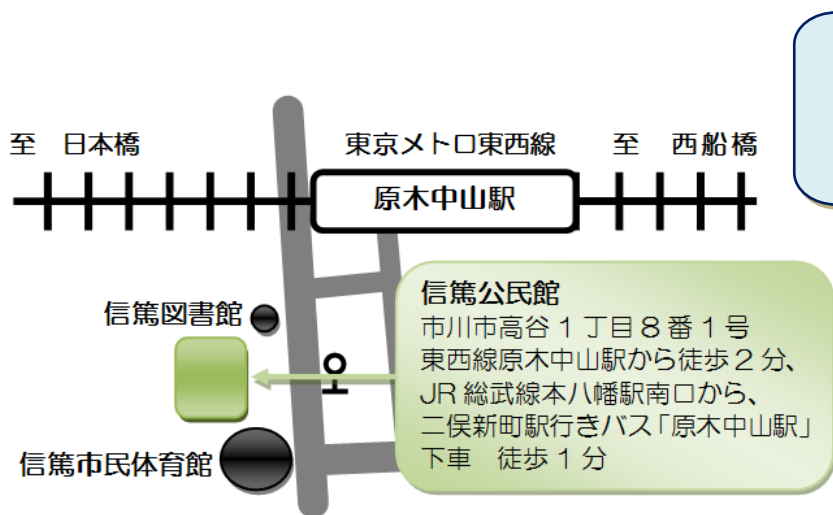 至 日本橋
東京メトロ東西線
至 西船橋
原木中山駅
信篤図書館
信篤市民体育館
信篤公民館
市川市高谷1丁目8番1号
東西線原木中山駅から徒歩2分、
JR総武線本八幡駅南口から、
二俣新町駅行きバス「原木中山駅」
下車 徒歩1分